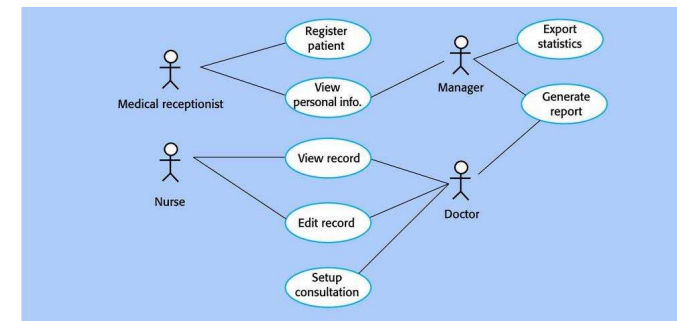 Register
patient
Export
statistics
Medical receptionist
View
personal info.
Manager
Generate
report
Nurse
View record
Edit record
Doctor
Setup
consultation